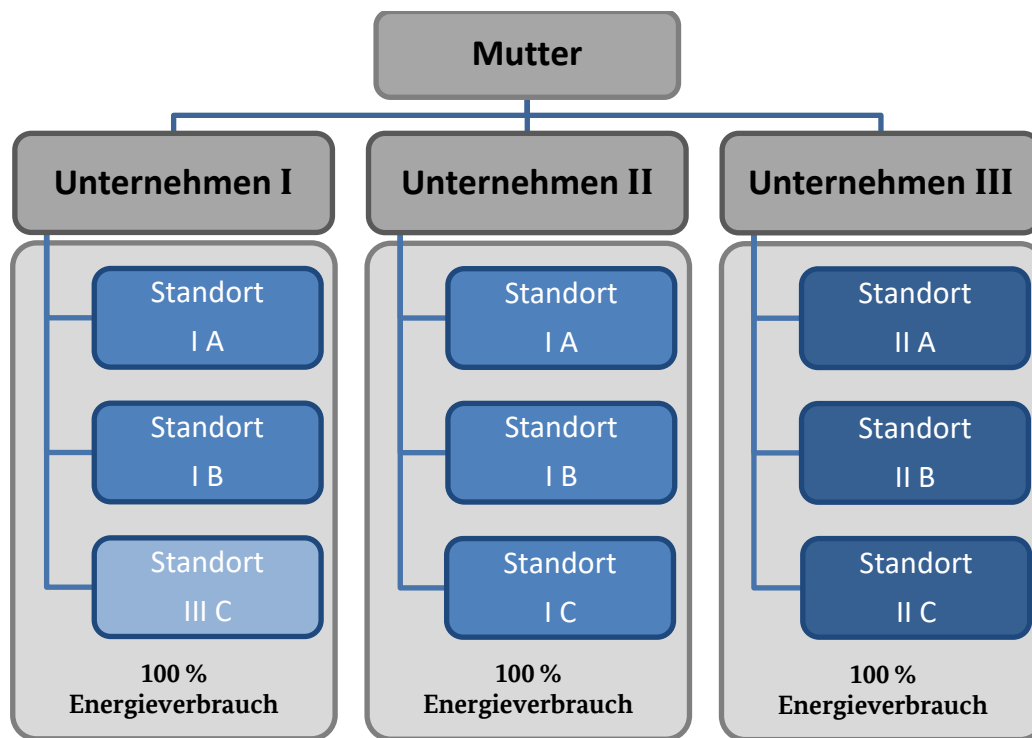 Mutter
Unternehmen I
Unternehmen II
Unternehmen III
Standort
I A
Standort
I B
Standort
III C
100 %
Energieverbrauch
Standort
I A
Standort
I B
Standort
I C
100 %
Energieverbrauch
Standort
II A
Standort
II B
Standort
II C
100 %
Energieverbrauch